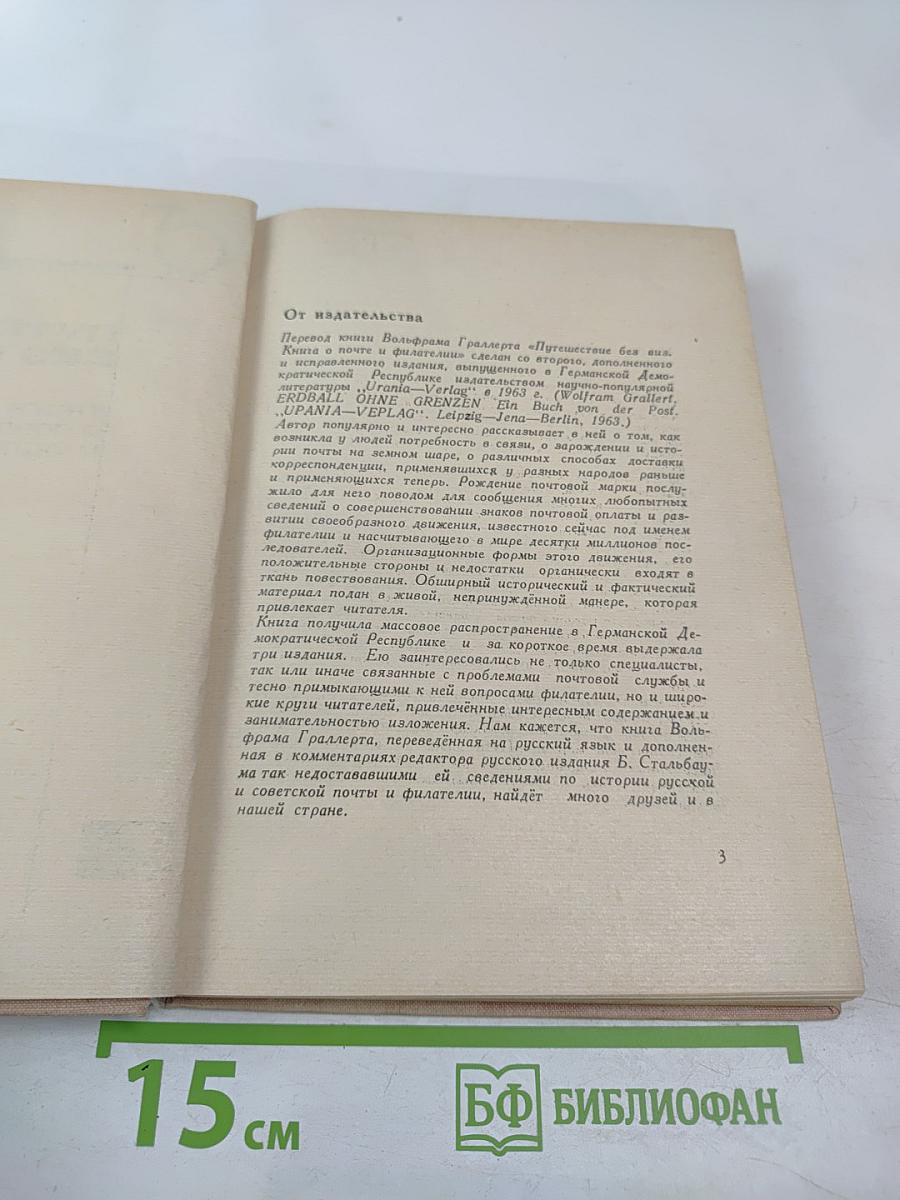 От издательства
Перевод книги Вольфрама Граллерта «Путешествие без виз.
Книга о почте и филателии» сделан со второго, дополненного
и исправленного издания, выпущенного в Германской Демо-
кратической Республике издательством научно-популярной
литературы „Urania—Verlag“ в 1963 г. (Wolfram Grallert,
ERDBALL OHNE GRENZEN Ein Buch von der Post.
„UPANIA—VEPLAG“. Leipzig—Jena—Berlin, 1963.)
Автор популярно и интересно рассказывает в ней о том, как
возникла у людей потребность в связи, о зарождении и исто-
рии почты на земном шаре, о различных способах доставки
корреспонденции, применявшихся у разных народов раньше
и применяющихся теперь. Рождение почтовой марки послу-
жило для него поводом для сообщения многих любопытных
сведений о совершенствовании знаков почтовой оплаты и раз-
витии своеобразного движения, известного сейчас под именем
филателии и насчитывающего в мире десятки миллионов пос-
ледователей. Организационные формы этого движения, его
положительные стороны и недостатки органически входят в
ткань повествования. Обширный исторический и фактический
материал подан в живой, непринуждённой манере, которая
привлекает читателя.
Книга получила массовое распространение в Германской Де-
мократической Республике и за короткое время выдержала
три издания. Ею заинтересовались не только специалисты,
так или иначе связанные с проблемами почтовой службы и
тесно примыкающими к ней вопросами филателии, но и широ-
кие круги читателей, привлечённые интересным содержанием и
занимательностью изложения. Нам кажется, что книга Воль-
фрама Граллерта, переведённая на русский язык и дополнен-
ная в комментариях редактора русского издания Б. Стальбау-
ма так недостававшими ей сведениями по истории русской
и советской почты и филателии, найдёт много друзей и в
нашей стране.
3
15 см
БФ БИБЛИОФАН